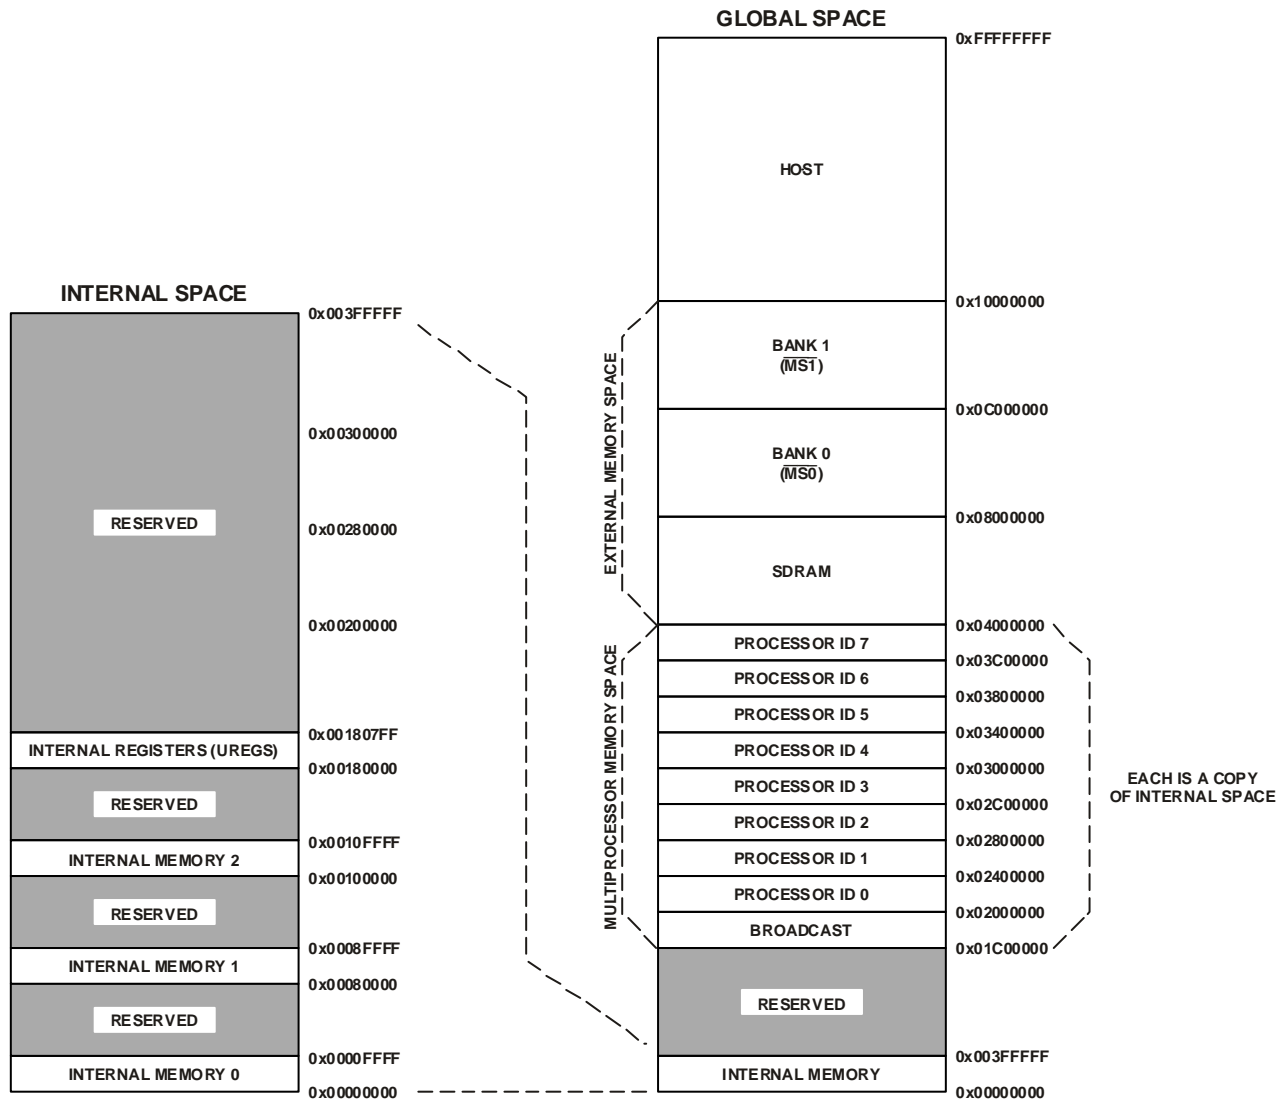 GLOBAL SPACE
0xFFFFFFFF
HOST
INTERNAL SPACE
0x003FFFFF
0x10000000
BANK 1
(MS1)
0x0C000000
0x00300000
EXTERNAL MEMORY SPACE
BANK 0
(MS0)
RESERVED
0x08000000
0x00280000
SDRAM
0x00200000
0x04000000
PROCESSOR ID 7
0x03C00000
PROCESSOR ID 6
0x03800000
PROCESSOR ID 5
0x001807FF
0x03400000
INTERNAL REGISTERS (UREGS)
PROCESSOR ID 4
0x00180000
0x03000000
MULTIPROCESSOR MEMORY SPACE
PROCESSOR ID 3
EACH IS A COPY
OF INTERNAL SPACE
RESERVED
0x02C00000
PROCESSOR ID 2
0x0010FFFF
0x02800000
INTERNAL MEMORY 2
PROCESSOR ID 1
0x00100000
0x02400000
PROCESSOR ID 0
RESERVED
0x02000000
BROADCAST
0x0008FFFF
0x01C00000
INTERNAL MEMORY 1
0x00080000
RESERVED
RESERVED
0x0000FFFF
0x003FFFFF
INTERNAL MEMORY 0
INTERNAL MEMORY
0x00000000
0x00000000